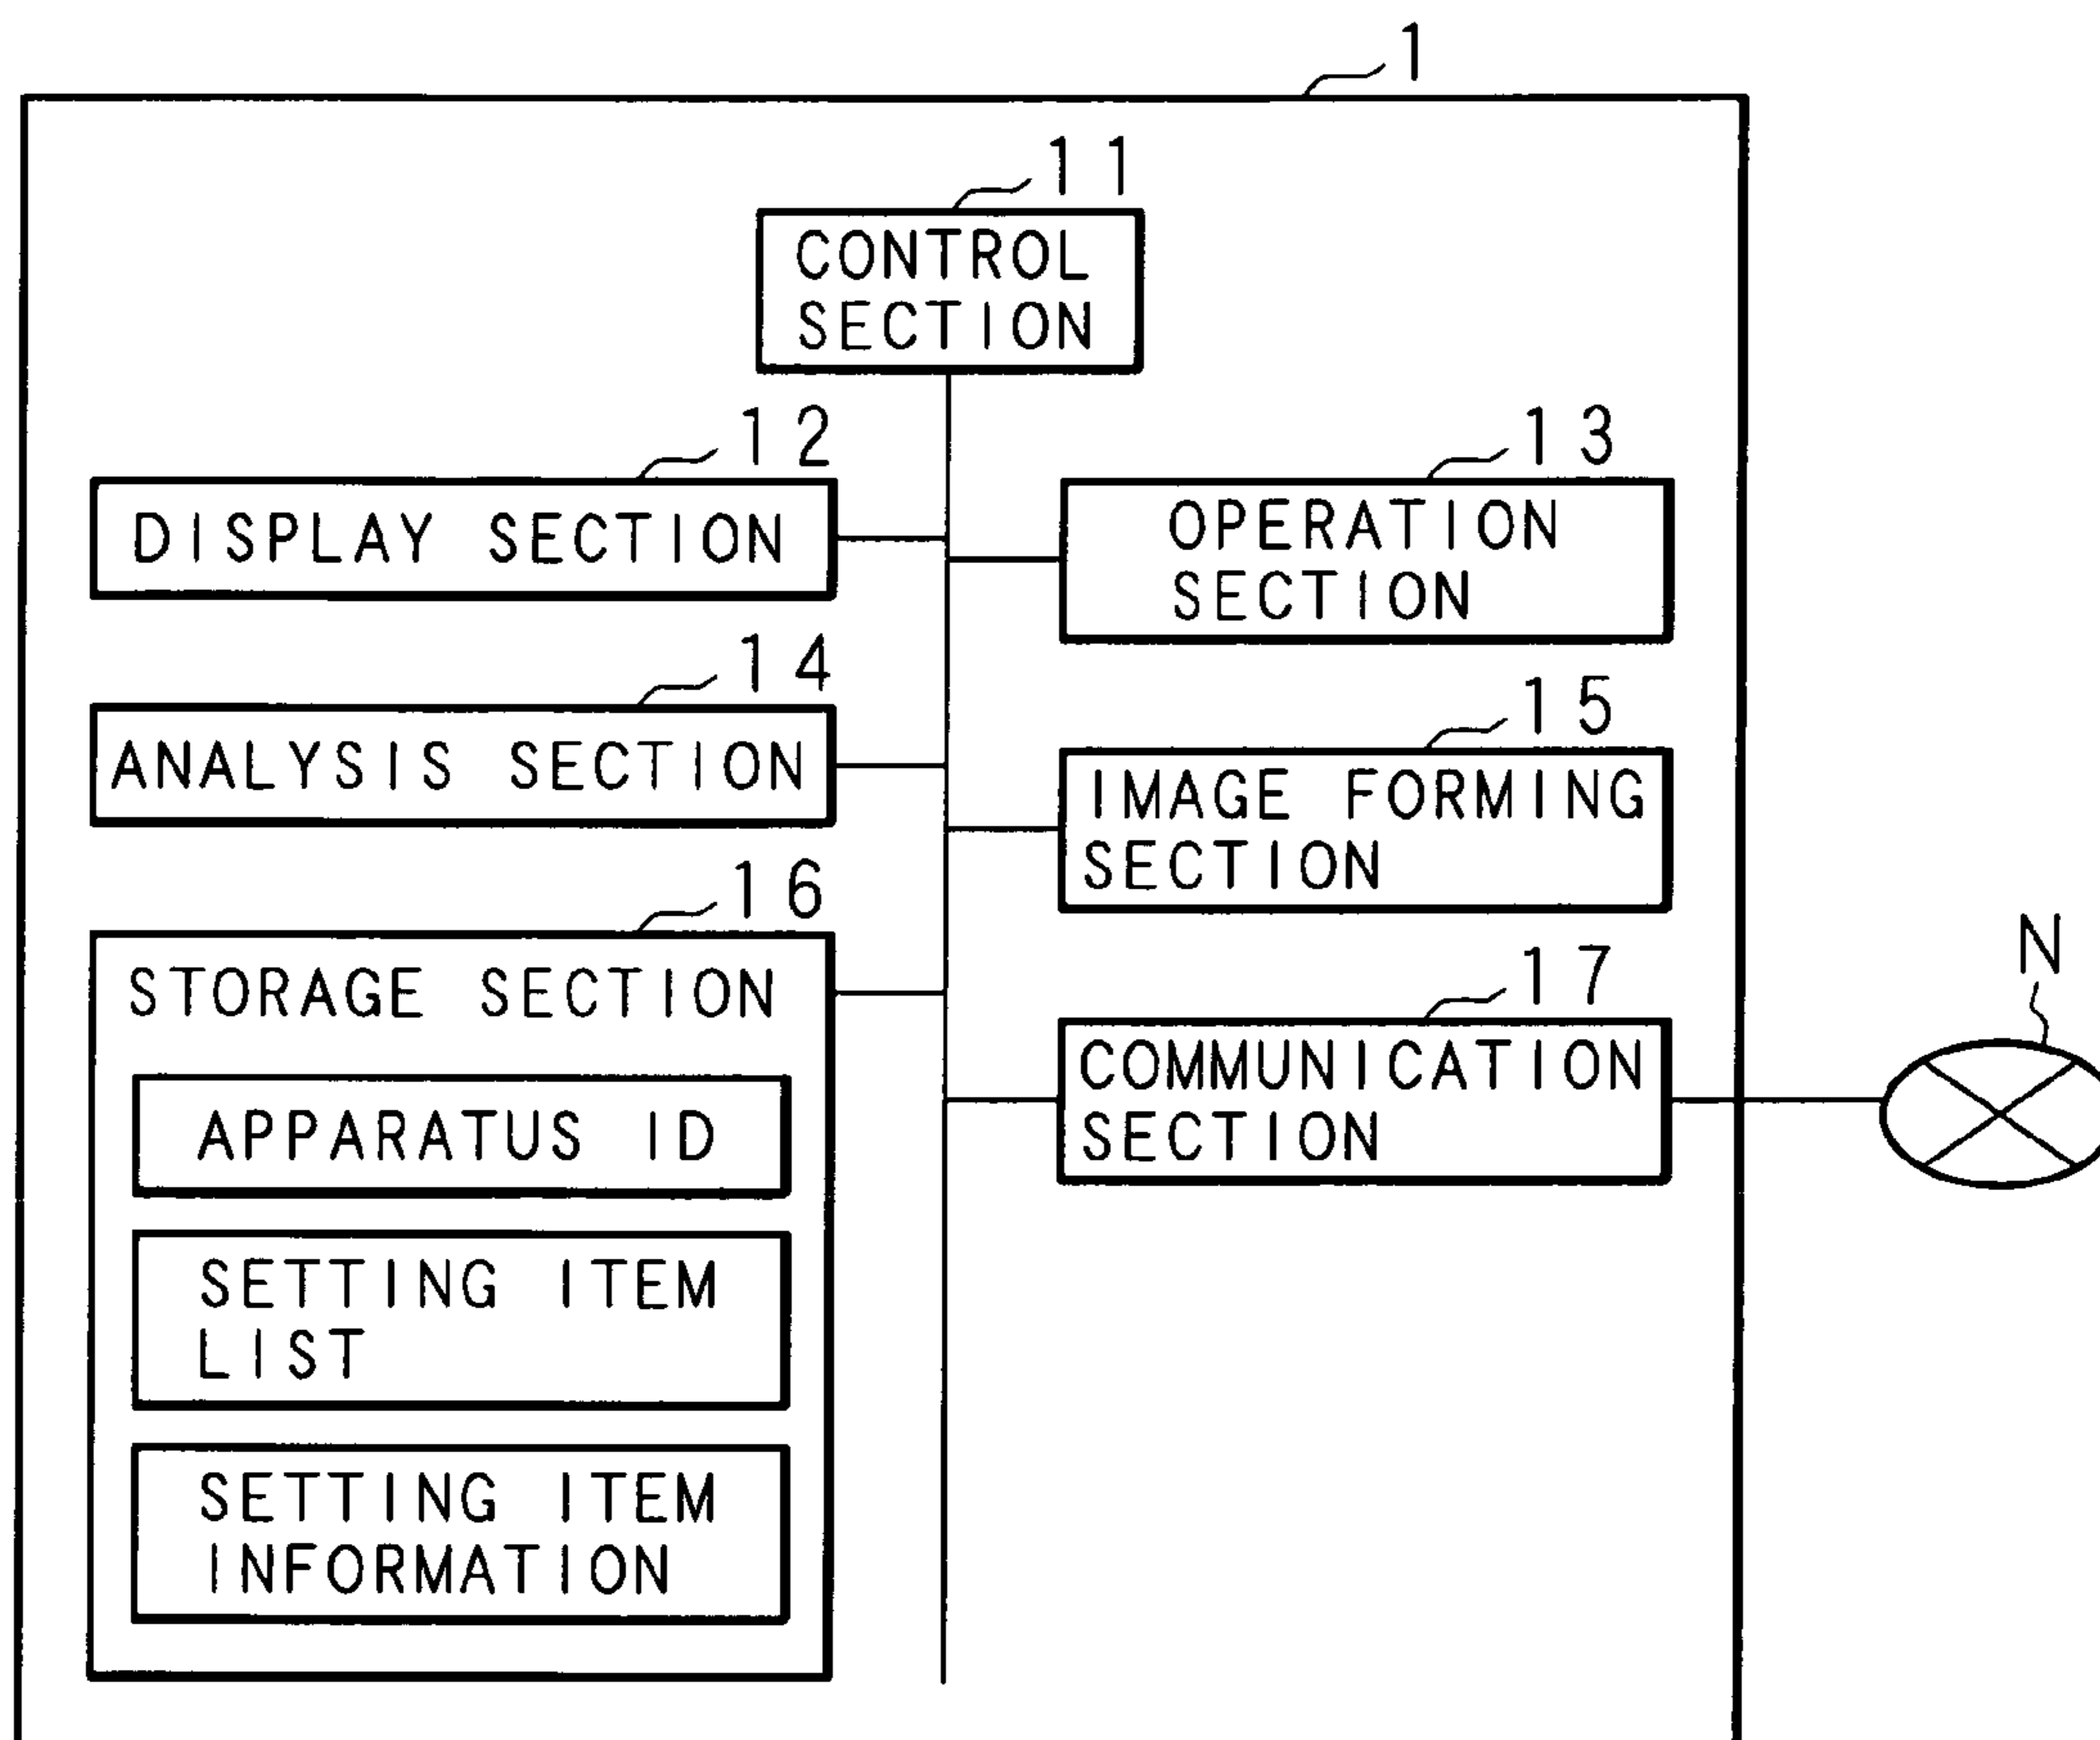 1
11
CONTROL
SECTION
12
DISPLAY SECTION
13
OPERATION
SECTION
14
ANALYSIS SECTION
15
IMAGE FORMING
SECTION
16
STORAGE SECTION
APPARATUS ID
SETTING ITEM
LIST
SETTING ITEM
INFORMATION
17
COMMUNICATION
SECTION
N